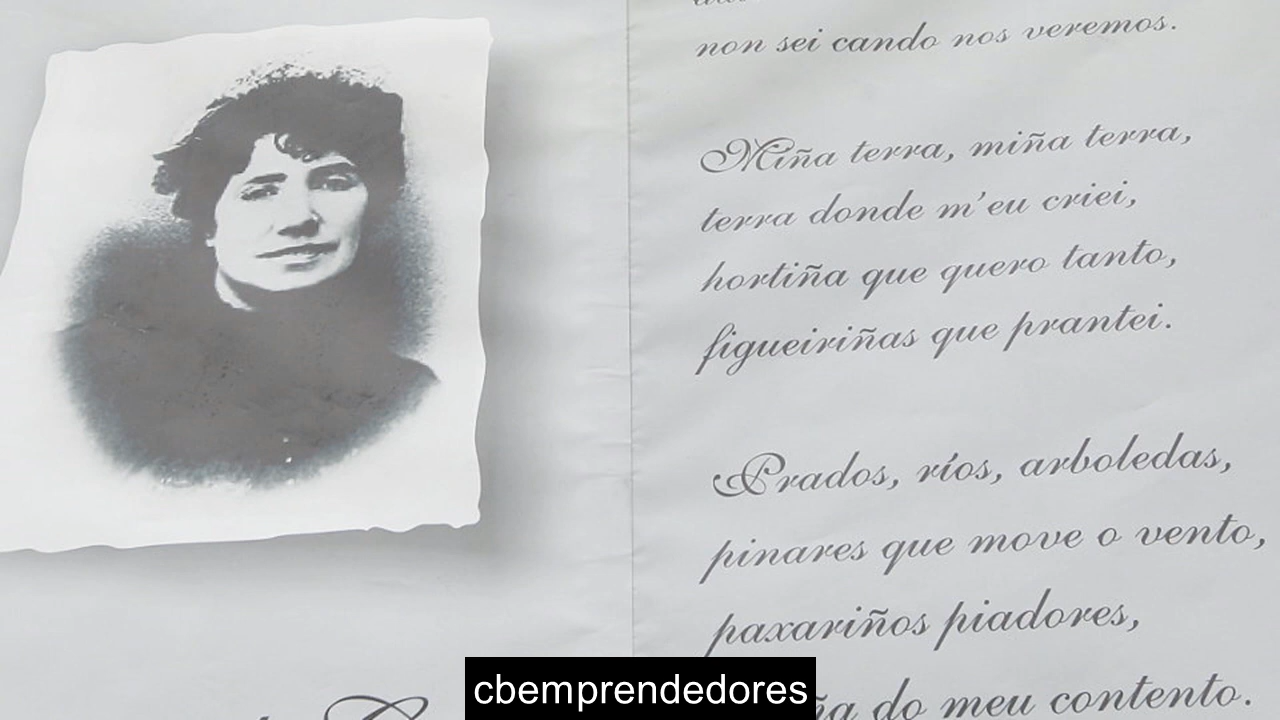 non sei cando nos veremos.
Miña terra, miña terra,
terra donde m'eu criei,
hortiña que quero tanto,
figueiriñas que prantei.
Prados, ríos, arboledas,
pinares que move o vento,
paxariños piadores,
do meu contento.
cbemprendedores